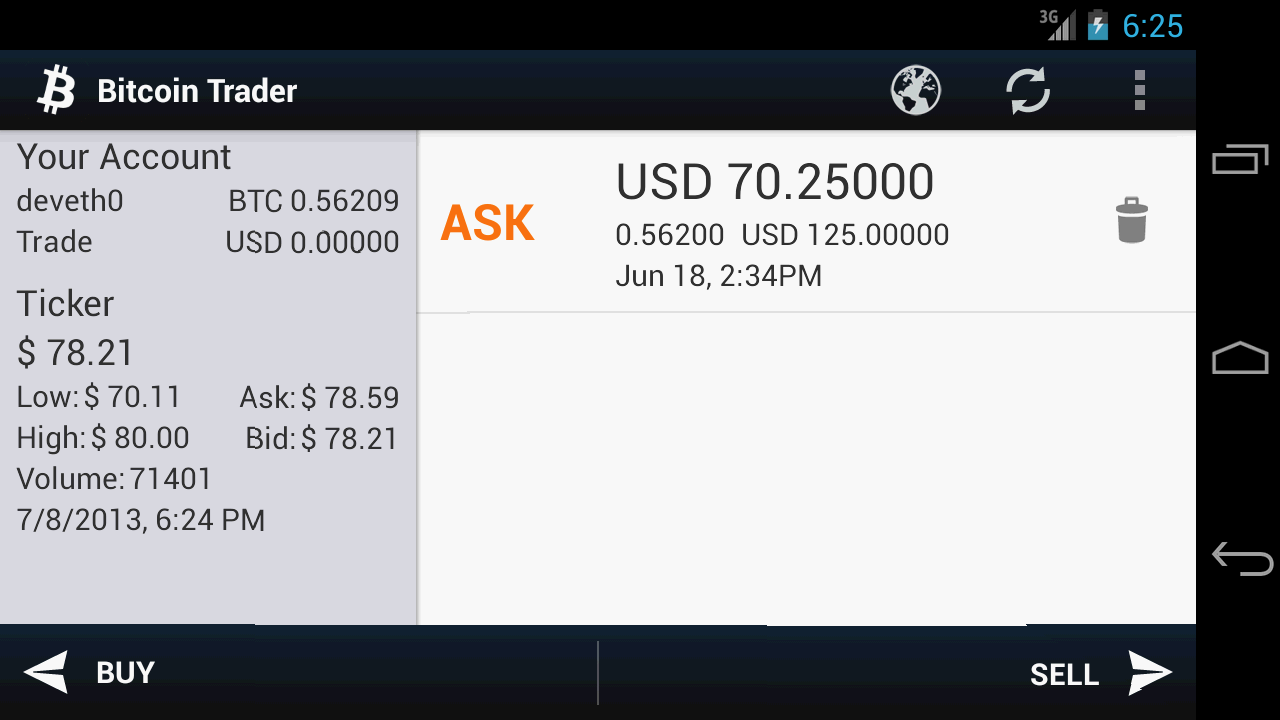 3G 6:25
Bitcoin Trader
Your Account
deveth0 BTC 0.56209
Trade USD 0.00000
Ticker
$ 78.21
Low: $ 70.11 Ask: $ 78.59
High: $ 80.00 Bid: $ 78.21
Volume: 71401
7/8/2013, 6:24 PM
ASK
USD 70.25000
0.56200 USD 125.00000
Jun 18, 2:34PM
BUY SELL